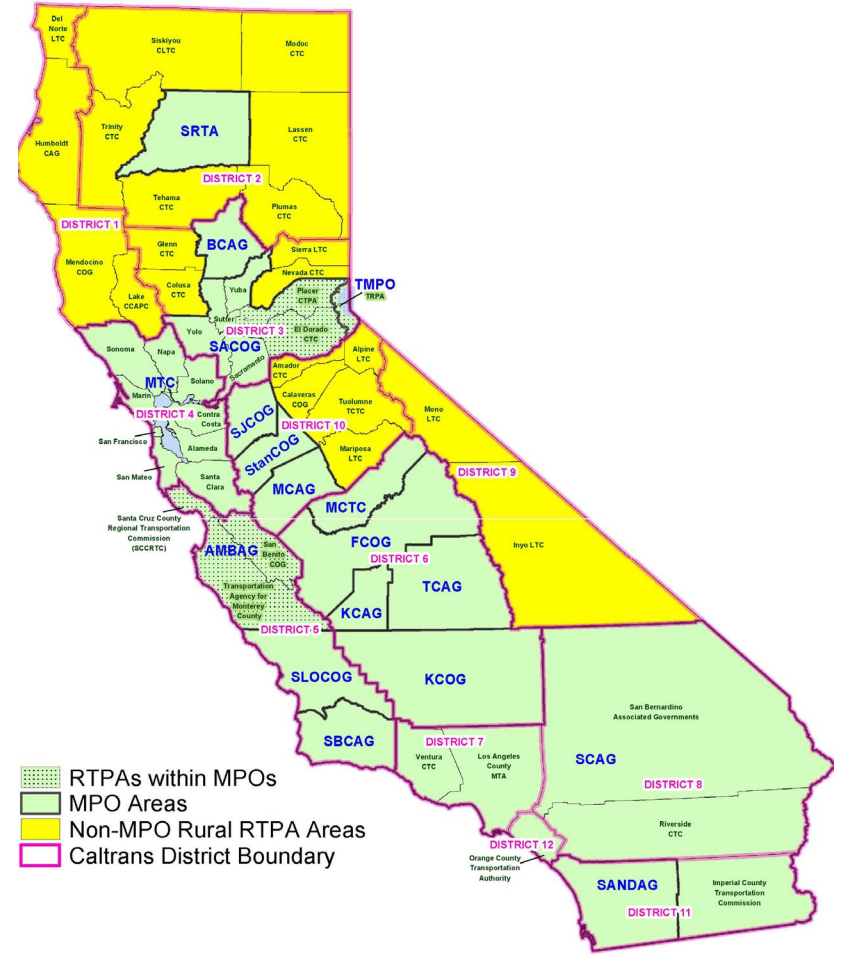 Del
Norte
LTC
Siskiyou
CLTC
Modoc
CTC
Humboldt
CAG
Trinity
CTC
SRTA
Lassen
CTC
DISTRICT 2
Tehama
CTC
Plumas
CTC
DISTRICT 1
BCAG
Glenn
CTC
Sierra LTC
Mendocino
COG
Nevada CTC
Lake
CCAPC
Colusa
CTC
Yuba
Placer
CTPA
TMPO
TRPA
Sutter
Yolo
DISTRICT 3
El Dorado
CTC
SACOG
Sacramento
Sonoma
Napa
Alpine
LTC
Amador
CTC
MTC
Solano
Marin
Calaveras
COG
Tuolumne
TCTC
Mono
LTC
DISTRICT 4
Contra
Costa
SJCOG
DISTRICT 10
San Francisco
Alameda
StanCOG
Mariposa
LTC
San Mateo
Santa
Clara
DISTRICT 9
MCAG
MCTC
Santa Cruz County
Regional Transportation
Commission
(SCCRTC)
AMBAG
San
Benito
COG
FCOG
DISTRICT 6
Inyo LTC
Transportation
Agency for
Monterey
County
TCAG
KCAG
DISTRICT 5
SLOCOG
KCOG
San Bernardino
Associated Governments
SBCAG
DISTRICT 7
Ventura
CTC
Los Angeles
County
MTA
SCAG
DISTRICT 8
Riverside
CTC
DISTRICT 12
Orange County
Transportation
Authority
SANDAG
Imperial County
Transportation
Commission
DISTRICT 11
RTPAs within MPOs
MPO Areas
Non-MPO Rural RTPA Areas
Caltrans District Boundary